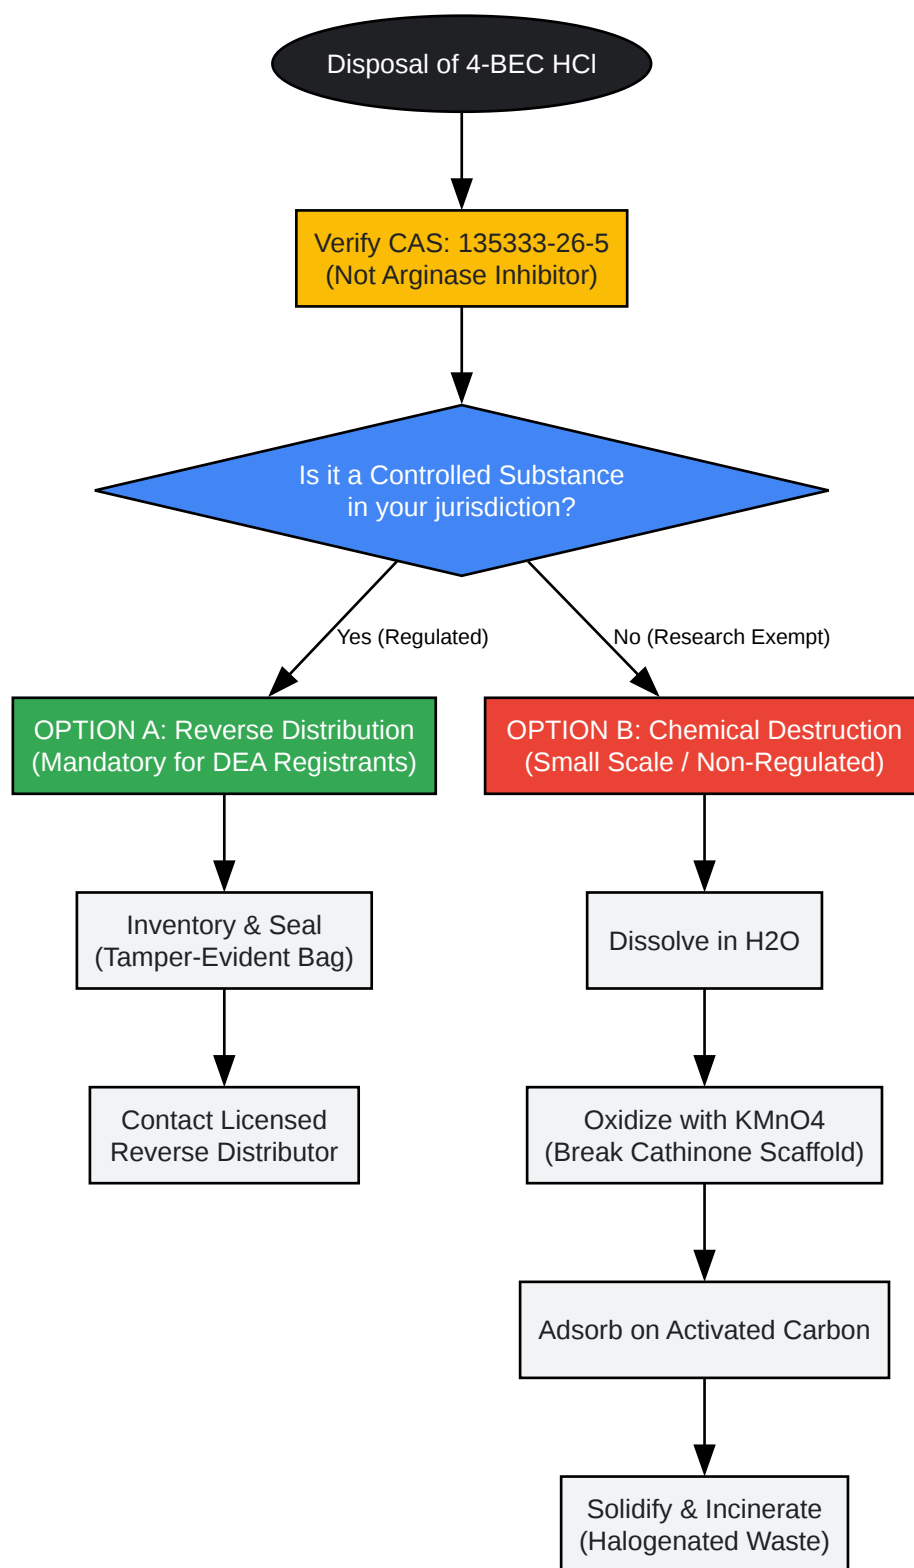 Disposal of 4-BEC HCl
Verify CAS: 135333-26-5
(Not Arginase Inhibitor)
Is it a Controlled Substance
in your jurisdiction?
Yes (Regulated)
No (Research Exempt)
OPTION A: Reverse Distribution
(Mandatory for DEA Registrants)
OPTION B: Chemical Destruction
(Small Scale / Non-Regulated)
Inventory & Seal
(Tamper-Evident Bag)
Dissolve in H2O
Contact Licensed
Reverse Distributor
Oxidize with KMnO4
(Break Cathinone Scaffold)
Adsorb on Activated Carbon
Solidify & Incinerate
(Halogenated Waste)